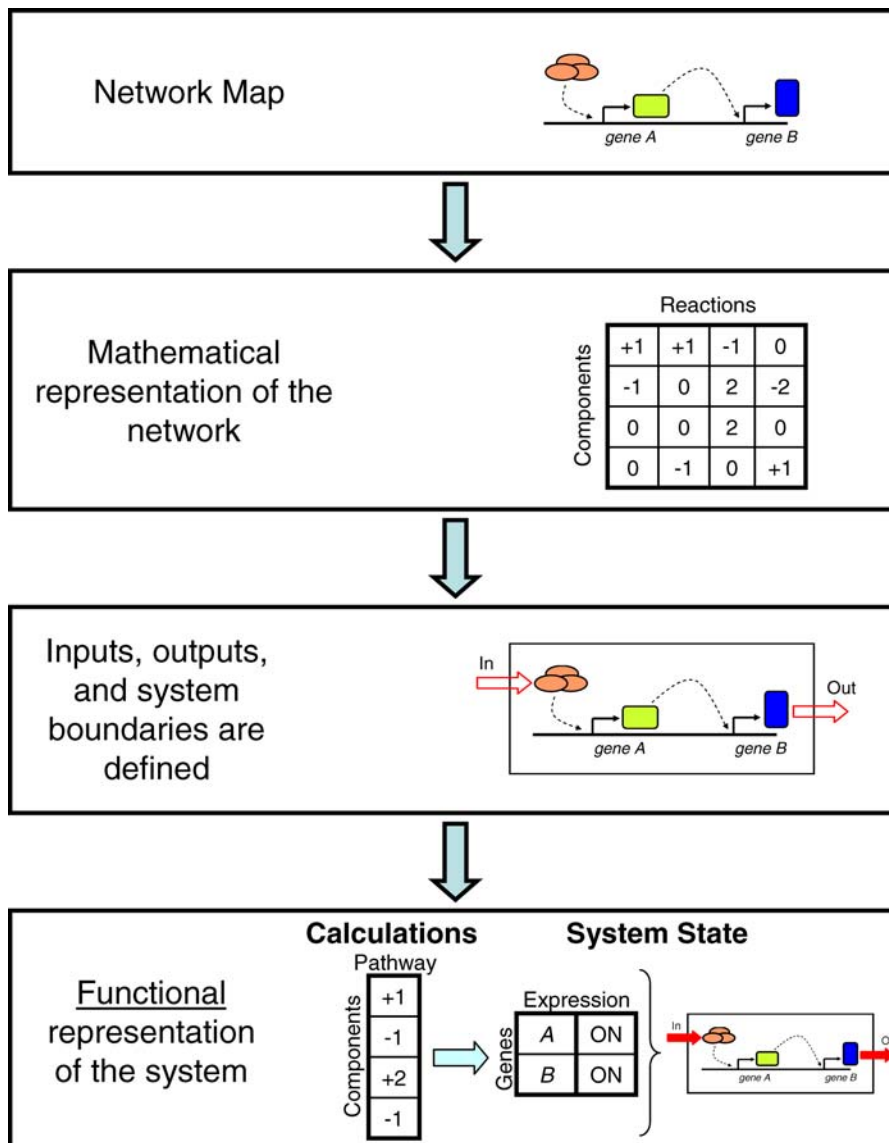 Network Map
gene A
gene B
Mathematical
representation of the
network
Reactions
Components
+1 +1 -1 0
-1 0 2 -2
0 0 2 0
0 -1 0 +1
Inputs, outputs,
and system
boundaries are
defined
In
Out
gene A
gene B
Functional
representation
of the system
Calculations
Pathway
Components
+1
-1
+2
-1
System State
Expression
Genes
A ON
B ON
In
O
gene A
gene B